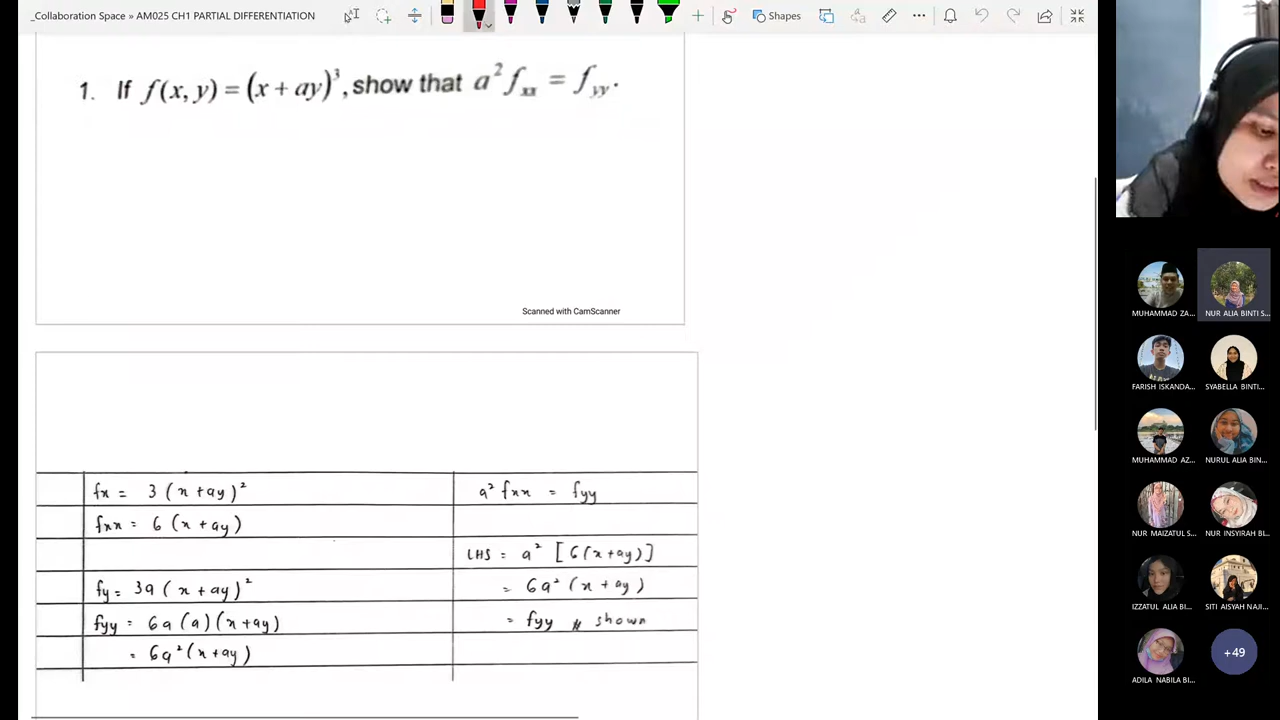 _Collaboration Space » AM025 CH1 PARTIAL DIFFERENTIATION
Shapes
1. If f(x, y) = (x + ay)³, show that a² fxx = fyy.
Scanned with CamScanner
fx = 3 (x + ay)²
fxx = 6 (x + ay)
fy = 3a (x + ay)²
fyy = 6a (a) (x + ay)
= 6a² (x + ay)
a² fxx = fyy
LHS = a² [6(x + ay)]
= 6a² (x + ay)
= fyy // shown
MUHAMMAD ZA...
NUR ALIA BINTI S...
FARISH ISKANDA...
SYABELLA BINTI...
MUHAMMAD AZ...
NURUL ALIA BIN...
NUR MAIZATUL S...
NUR INSYIRAH BI...
IZZATUL ALIA BI...
SITI AISYAH NAJI...
ADILA NABILA BI...
+49